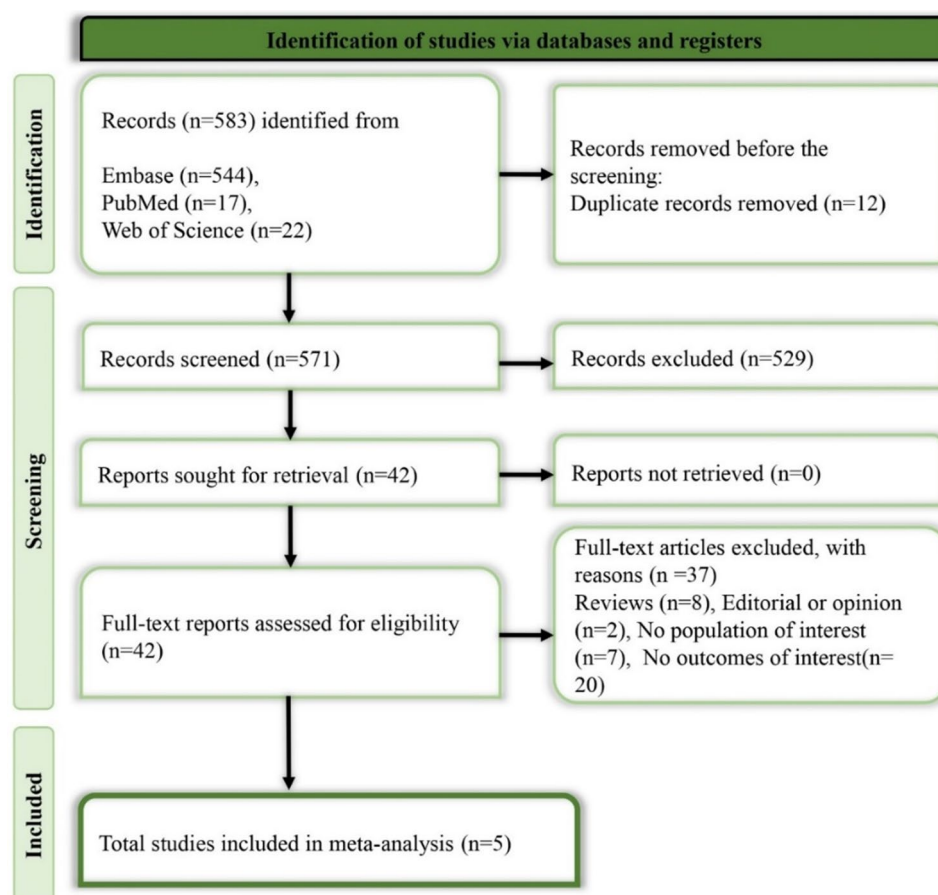 Identification of studies via databases and registers
Identification
Records (n=583) identified from
Embase (n=544),
PubMed (n=17),
Web of Science (n=22)
Records removed before the
screening:
Duplicate records removed (n=12)
Screening
Records screened (n=571)
Records excluded (n=529)
Reports sought for retrieval (n=42)
Reports not retrieved (n=0)
Full-text reports assessed for eligibility
(n=42)
Full-text articles excluded, with
reasons (n =37)
Reviews (n=8), Editorial or opinion
(n=2), No population of interest
(n=7),  No outcomes of interest(n=
20)
Included
Total studies included in meta-analysis (n=5)